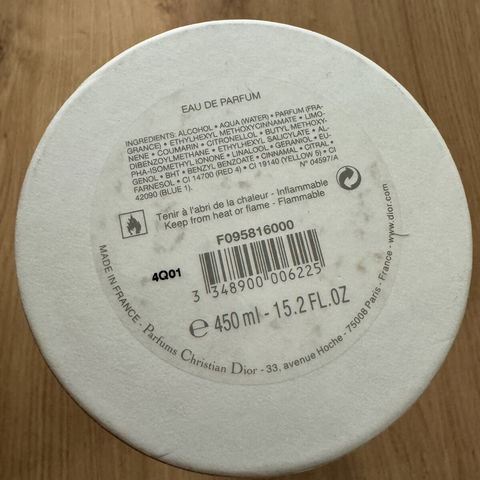 EAU DE PARFUM
INGREDIENTS: ALCOHOL • AQUA (WATER) • PARFUM (FRA-
GRANCE) • ETHYLHEXYL METHOXYCINNAMATE • LIMO-
NENE • COUMARIN • CITRONELLOL • BUTYL METHOXY-
DIBENZOYLMETHANE • ETHYLHEXYL SALICYLATE • AL-
PHA-ISOMETHYL IONONE • LINALOOL • GERANIOL • EU-
GENOL • BHT • BENZYL BENZOATE • CINNAMAL • CITRAL •
FARNESOL • CI 14700 (RED 4) • CI 19140 (YELLOW 5) • CI
42090 (BLUE 1). N° 04597/A
Tenir à l'abri de la chaleur - Inflammable
Keep from heat or flame - Flammable
F095816000
4Q01
3 348900 006225
e 450 ml - 15.2 FL.OZ
MADE IN FRANCE - Parfums Christian Dior - 33, avenue Hoche - 75008 Paris - France - www.dior.com